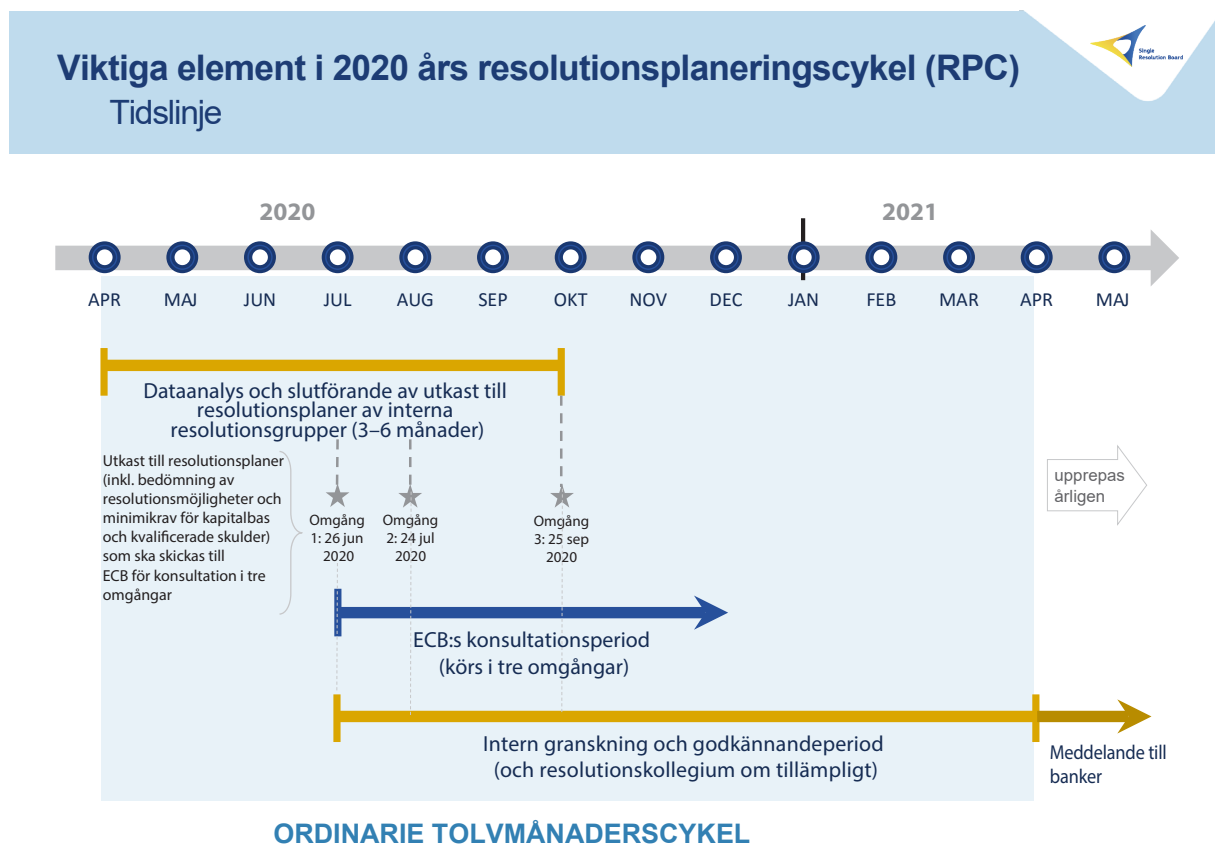 Viktiga element i 2020 års resolutionsplaneringscykel (RPC)
Tidslinje
Single
Resolution Board
2020
2021
APR MAJ JUN JUL AUG SEP OKT NOV DEC JAN FEB MAR APR MAJ
Dataanalys och slutförande av utkast till
resolutionsplaner av interna
resolutionsgrupper (3–6 månader)
Utkast till resolutionsplaner
(inkl. bedömning av
resolutionsmöjligheter och
minimikrav för kapitalbas
och kvalificerade skulder)
som ska skickas till
ECB för konsultation i tre
omgångar
Omgång
1: 26 jun
2020
Omgång
2: 24 jul
2020
Omgång
3: 25 sep
2020
upprepas
årligen
ECB:s konsultationsperiod
(körs i tre omgångar)
Intern granskning och godkännandeperiod
(och resolutionskollegium om tillämpligt)
Meddelande till
banker
ORDINARIE TOLVMÅNADERSCYKEL